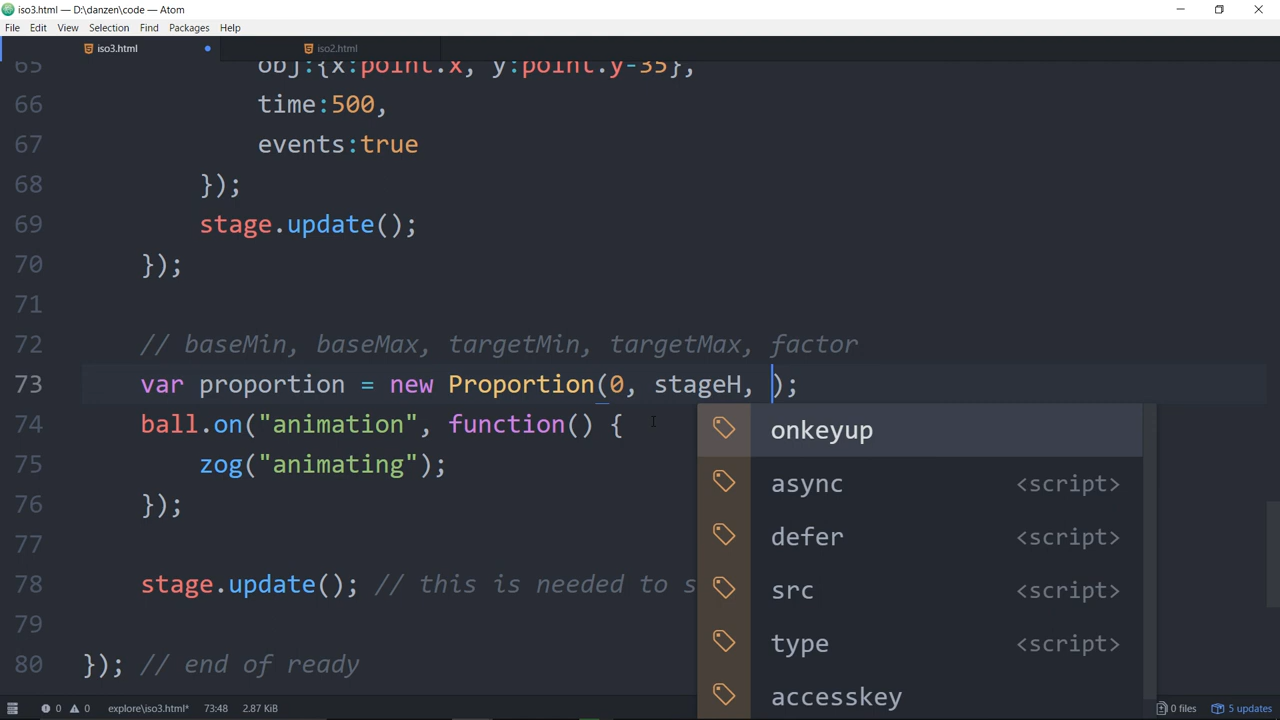 iso3.html — D:\danzen\code — Atom
File Edit View Selection Find Packages Help
iso3.html iso2.html
65 obj:{x:point.x, y:point.y-35},
66 time:500,
67 events:true
68 });
69 stage.update();
70 });
71
72 // baseMin, baseMax, targetMin, targetMax, factor
73 var proportion = new Proportion(0, stageH, );
74 ball.on("animation", function() {
75 zog("animating");
76 });
77
78 stage.update(); // this is needed to s
79
80 }); // end of ready
onkeyup
async <script>
defer <script>
src <script>
type <script>
accesskey
0 0 explore\iso3.html* 73:48 2.87 KiB 0 files 5 updates